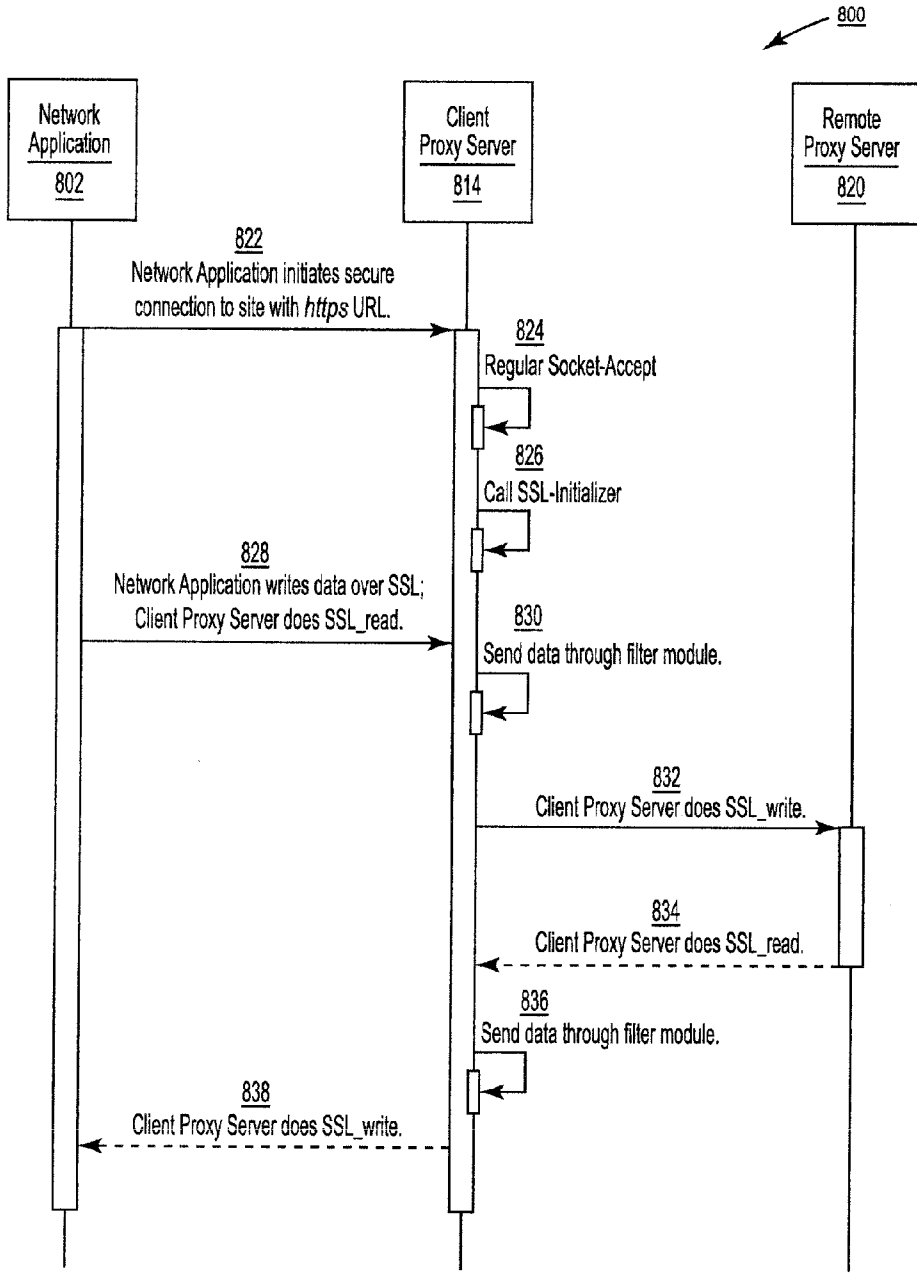 800
Network
Application
802
Client
Proxy Server
814
Remote
Proxy Server
820
822
Network Application initiates secure
connection to site with https URL.
824
Regular Socket-Accept
826
Call SSL-Initializer
828
Network Application writes data over SSL;
Client Proxy Server does SSL_read.
830
Send data through filter module.
832
Client Proxy Server does SSL_write.
834
Client Proxy Server does SSL_read.
836
Send data through filter module.
838
Client Proxy Server does SSL_write.